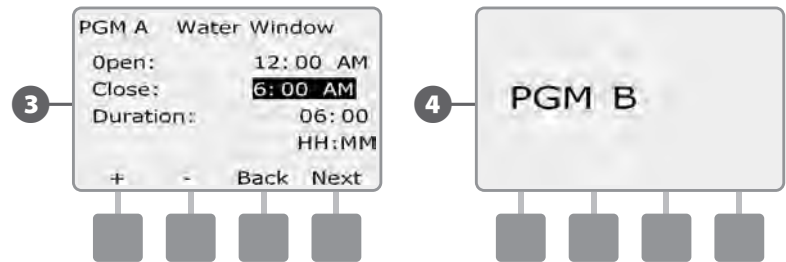 3
PGM A Water Window
Open: 12:00 AM
Close: 6:00 AM
Duration: 06:00
HH:MM
+ - Back Next
4
PGM B